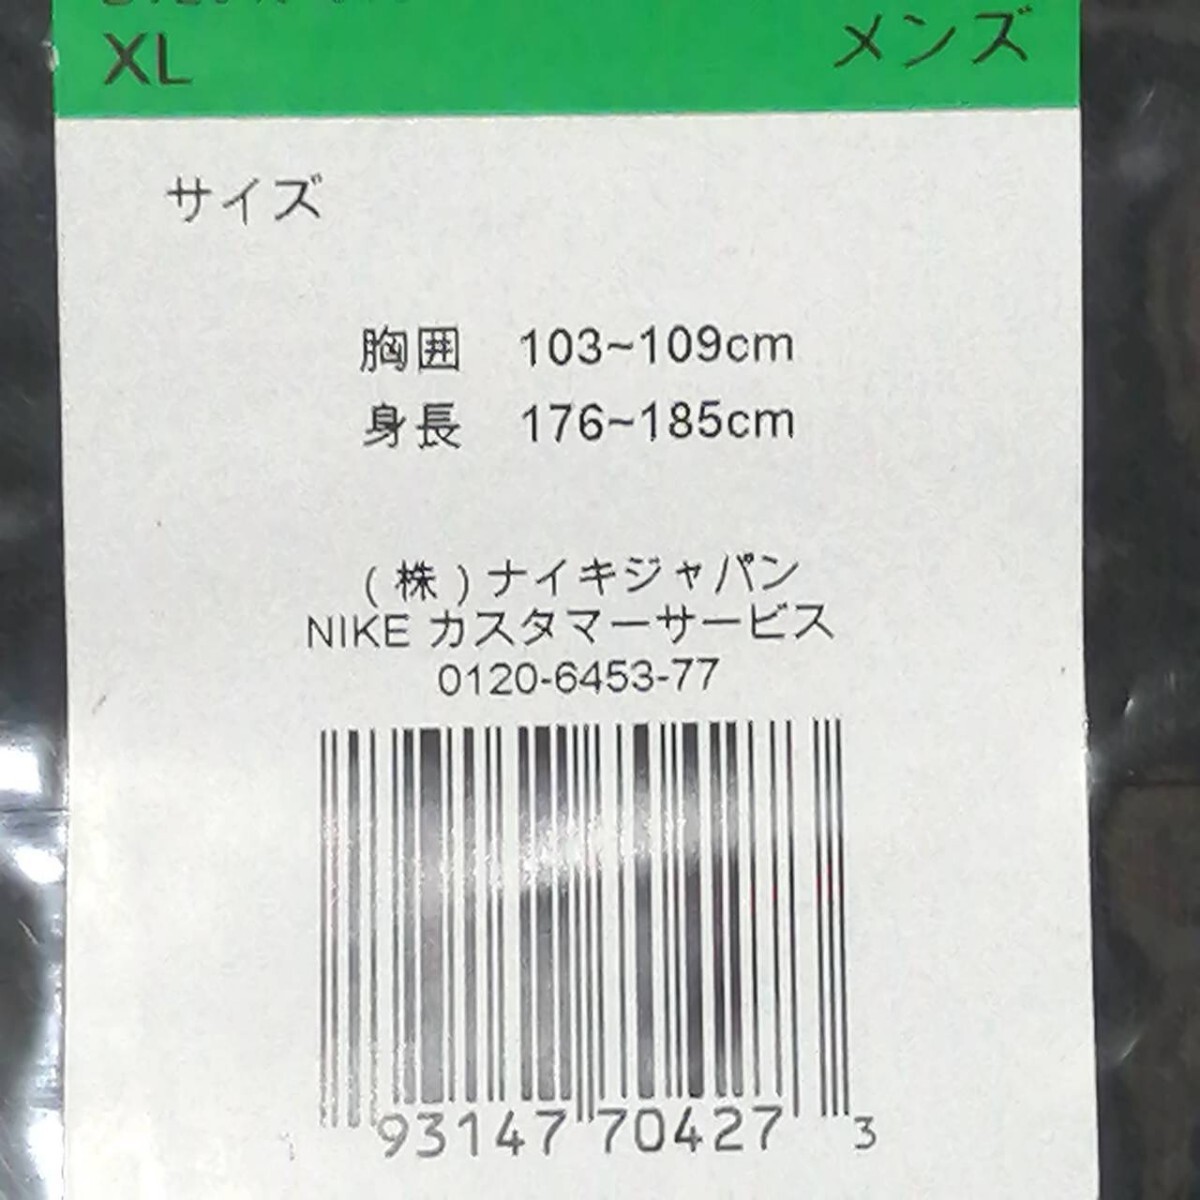 XL メンズ
サイズ
胸囲 103~109cm
身長 176~185cm
(株)ナイキジャパン
NIKE カスタマーサービス
0120-6453-77
93147 70427 3